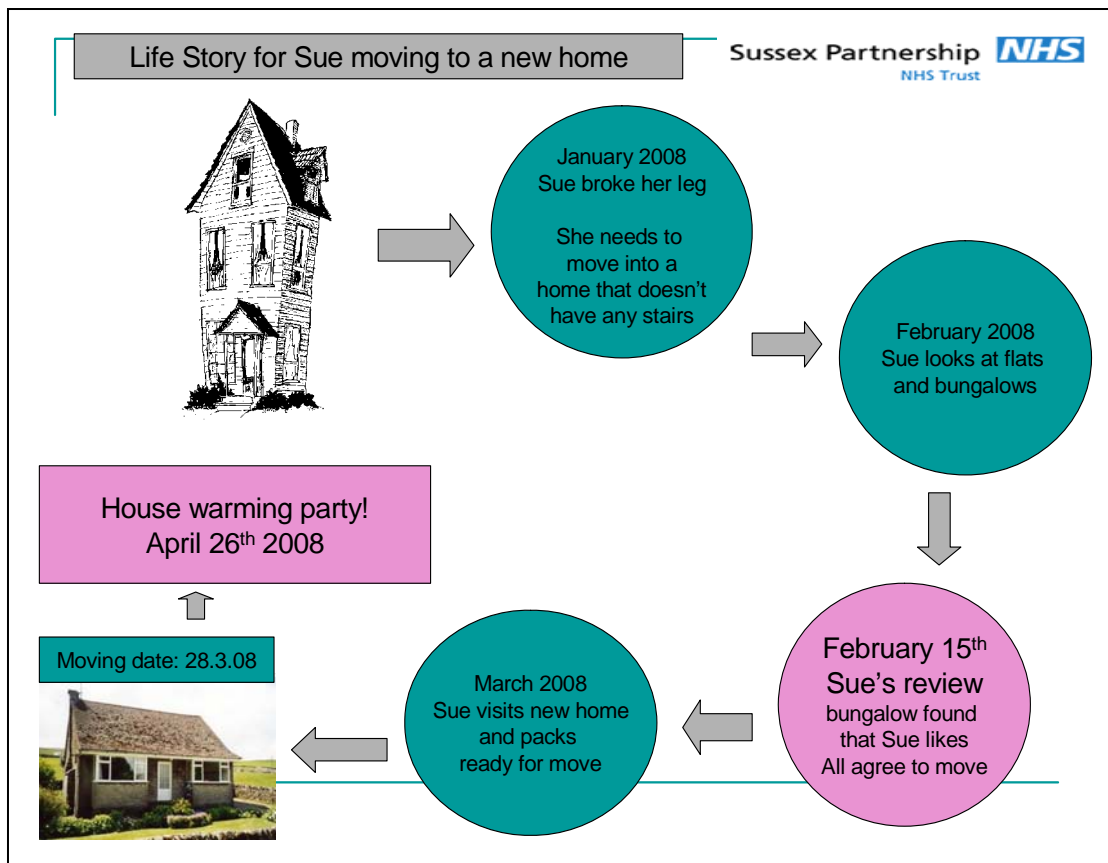 Life Story for Sue moving to a new home
Sussex Partnership NHS
NHS Trust
January 2008
Sue broke her leg
She needs to
move into a
home that doesn't
have any stairs
February 2008
Sue looks at flats
and bungalows
February 15th
Sue's review
bungalow found
that Sue likes
All agree to move
March 2008
Sue visits new home
and packs
ready for move
Moving date: 28.3.08
House warming party!
April 26th 2008